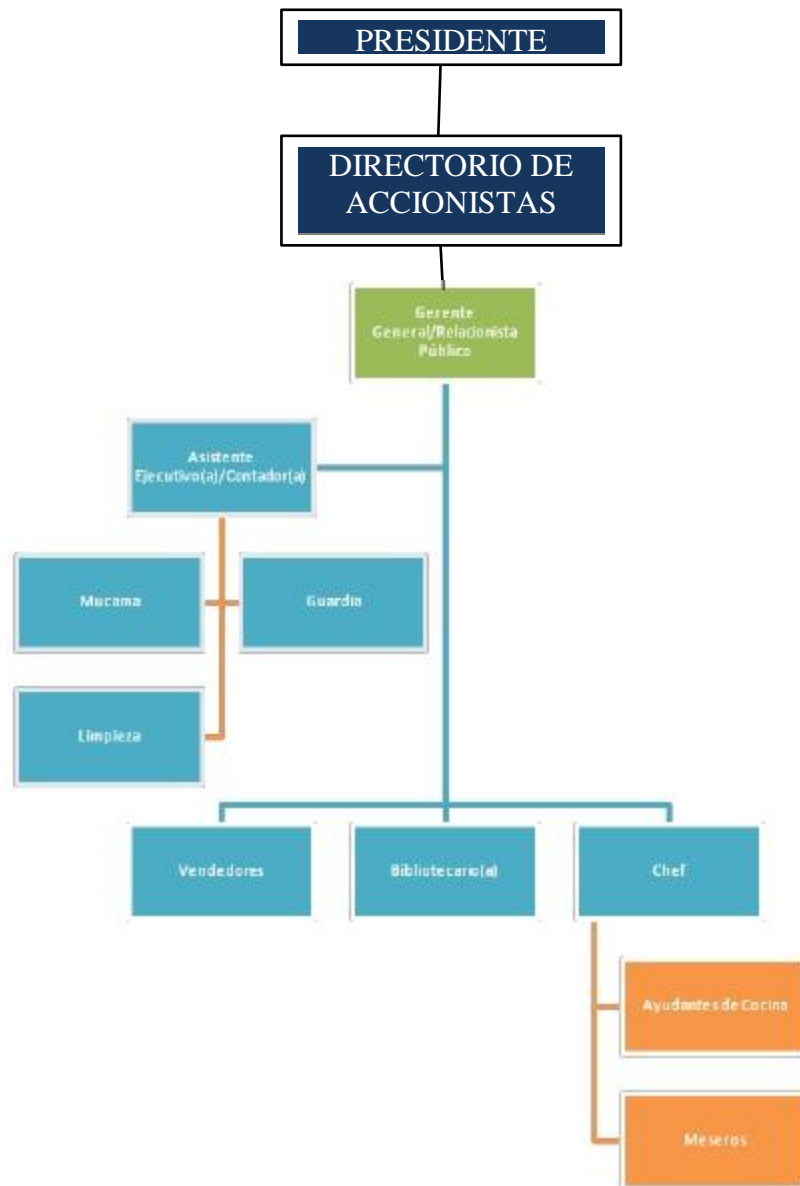 PRESIDENTE
DIRECTORIO DE
ACCIONISTAS
Gerente
General/Relacionista
Público
Asistente
Ejecutivo(a)/Contador(a)
Mucama
Guardia
Limpieza
Vendedores
Bibliotecario(a)
Chef
Ayudantes de Cocina
Meseros